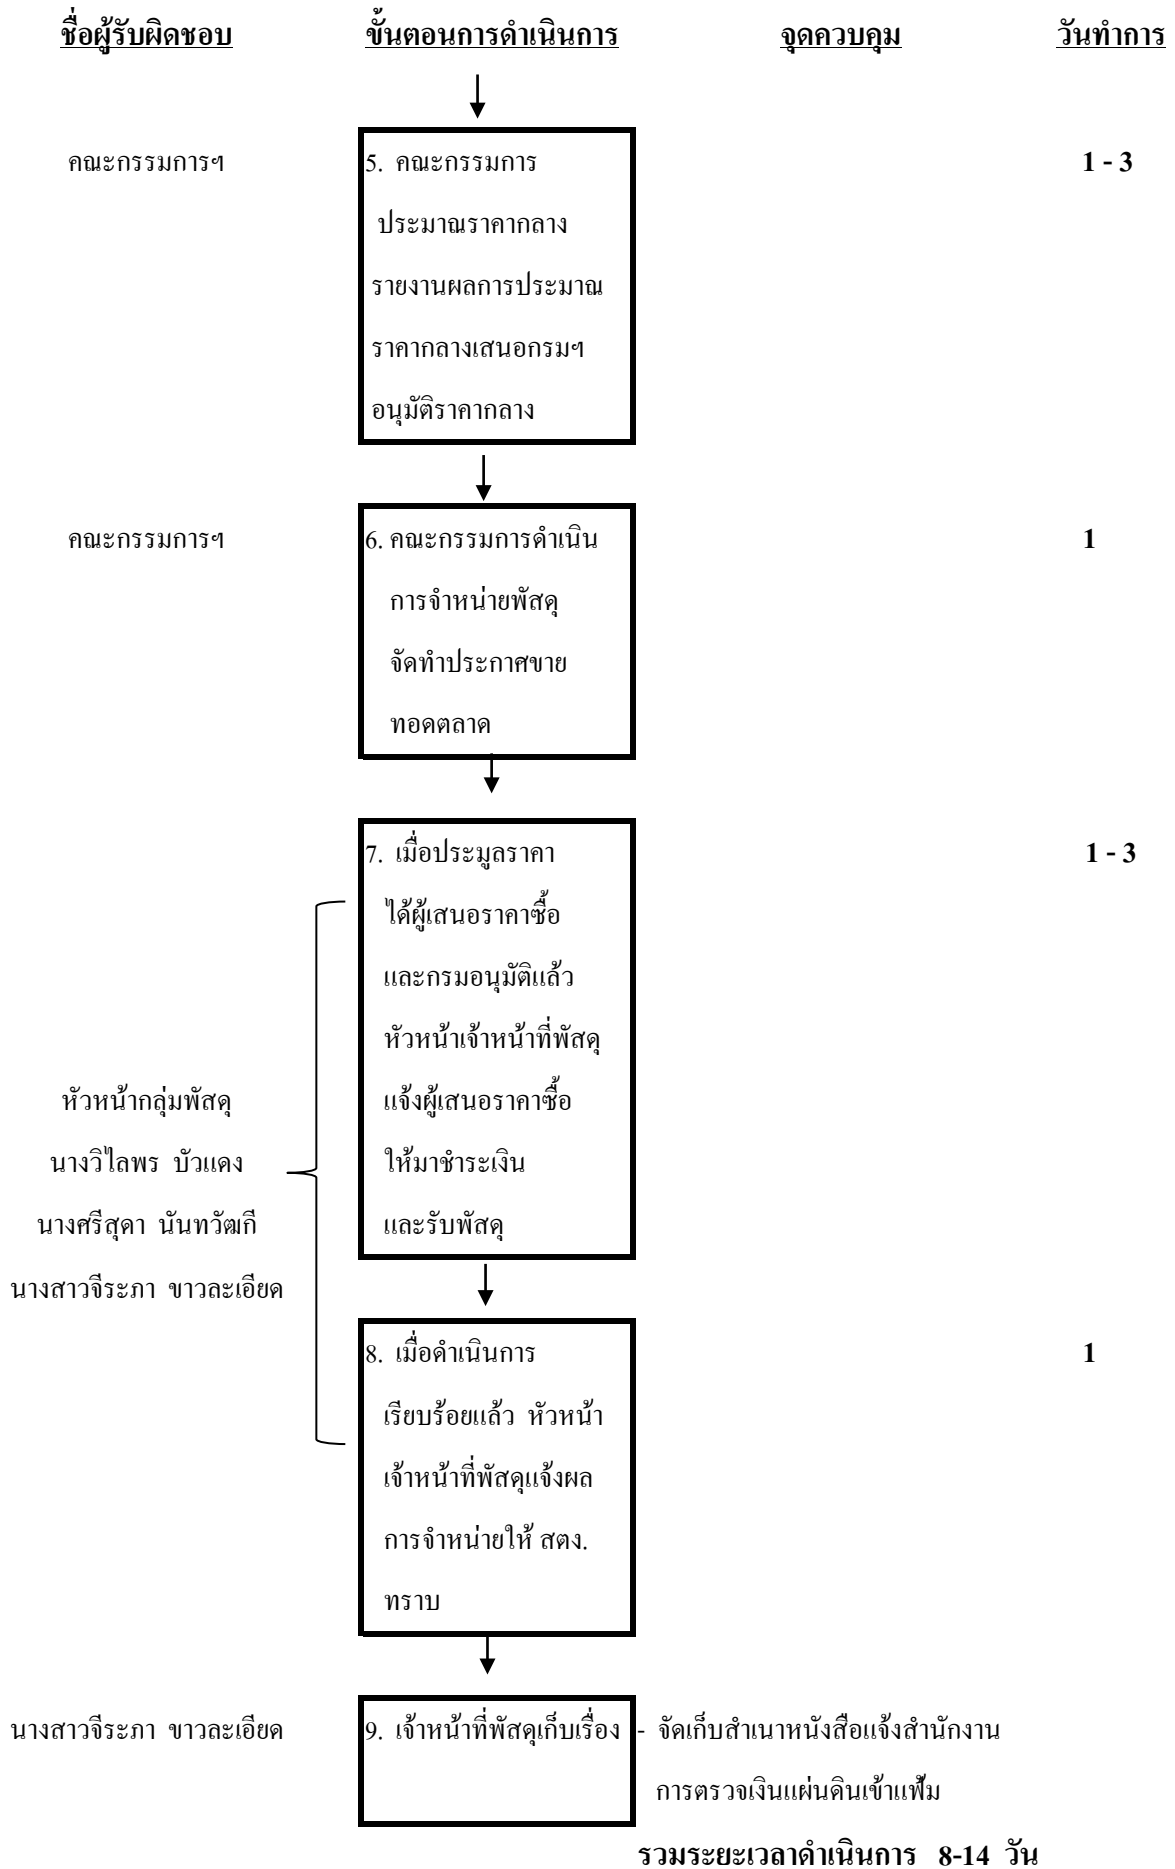 ชื่อผู้รับผิดชอบ ขั้นตอนการดำเนินการ จุดควบคุม วันทำการ
คณะกรรมการฯ 5. คณะกรรมการ 1 - 3
ประมาณราคากลาง
รายงานผลการประมาณ
ราคากลางเสนอกรมฯ
อนุมัติราคากลาง
คณะกรรมการฯ 6. คณะกรรมการดำเนิน 1
การจำหน่ายพัสดุ
จัดทำประกาศขาย
ทอดตลาด
7. เมื่อประมูลราคา 1 - 3
ได้ผู้เสนอราคาซื้อ
และกรมอนุมัติแล้ว
หัวหน้าเจ้าหน้าที่พัสดุ
หัวหน้ากลุ่มพัสดุ แจ้งผู้เสนอราคาซื้อ
นางวิไลพร บัวแดง ให้มาชำระเงิน
นางศรีสุดา นันทวัฒกี และรับพัสดุ
นางสาวจีระภา ขาวละเอียด
8. เมื่อดำเนินการ 1
เรียบร้อยแล้ว หัวหน้า
เจ้าหน้าที่พัสดุแจ้งผล
การจำหน่ายให้ สตง.
ทราบ
นางสาวจีระภา ขาวละเอียด 9. เจ้าหน้าที่พัสดุเก็บเรื่อง - จัดเก็บสำเนาหนังสือแจ้งสำนักงาน
การตรวจเงินแผ่นดินเข้าแฟ้ม
รวมระยะเวลาดำเนินการ 8-14 วัน